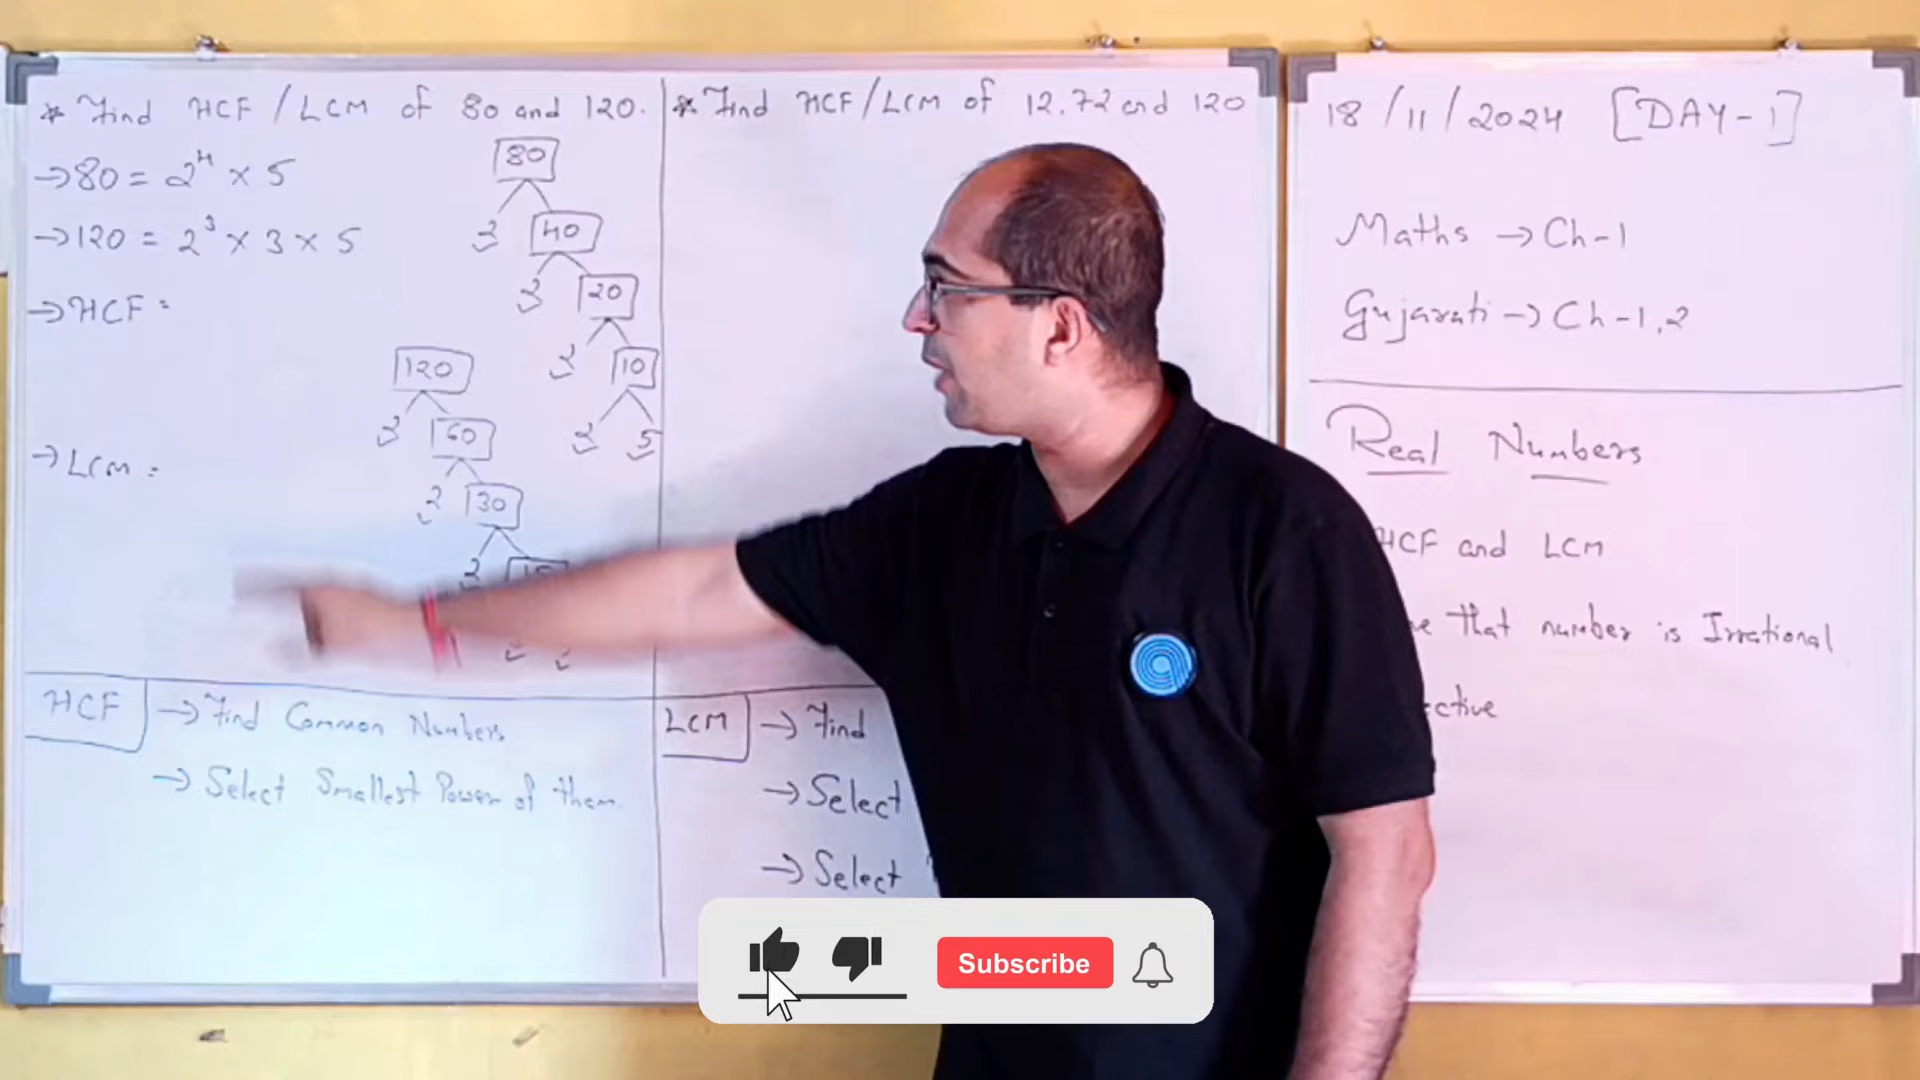 * Find HCF / LCM of 80 and 120.
→ 80 = 2⁴ × 5
→ 120 = 2³ × 3 × 5
→ HCF =
→ LCM =
80
2 40
2 20
2 10
2 5
120
2 60
2 30
2 15
HCF → Find Common Numbers
→ Select Smallest Power of them.
* Find HCF/LCM of 12.72 and 120
LCM → Find
→ Select
→ Select
18/11/2024 [DAY-1]
Maths → Ch-1
Gujarati → Ch-1,2
Real Numbers
HCF and LCM
that number is Irrational
Subscribe